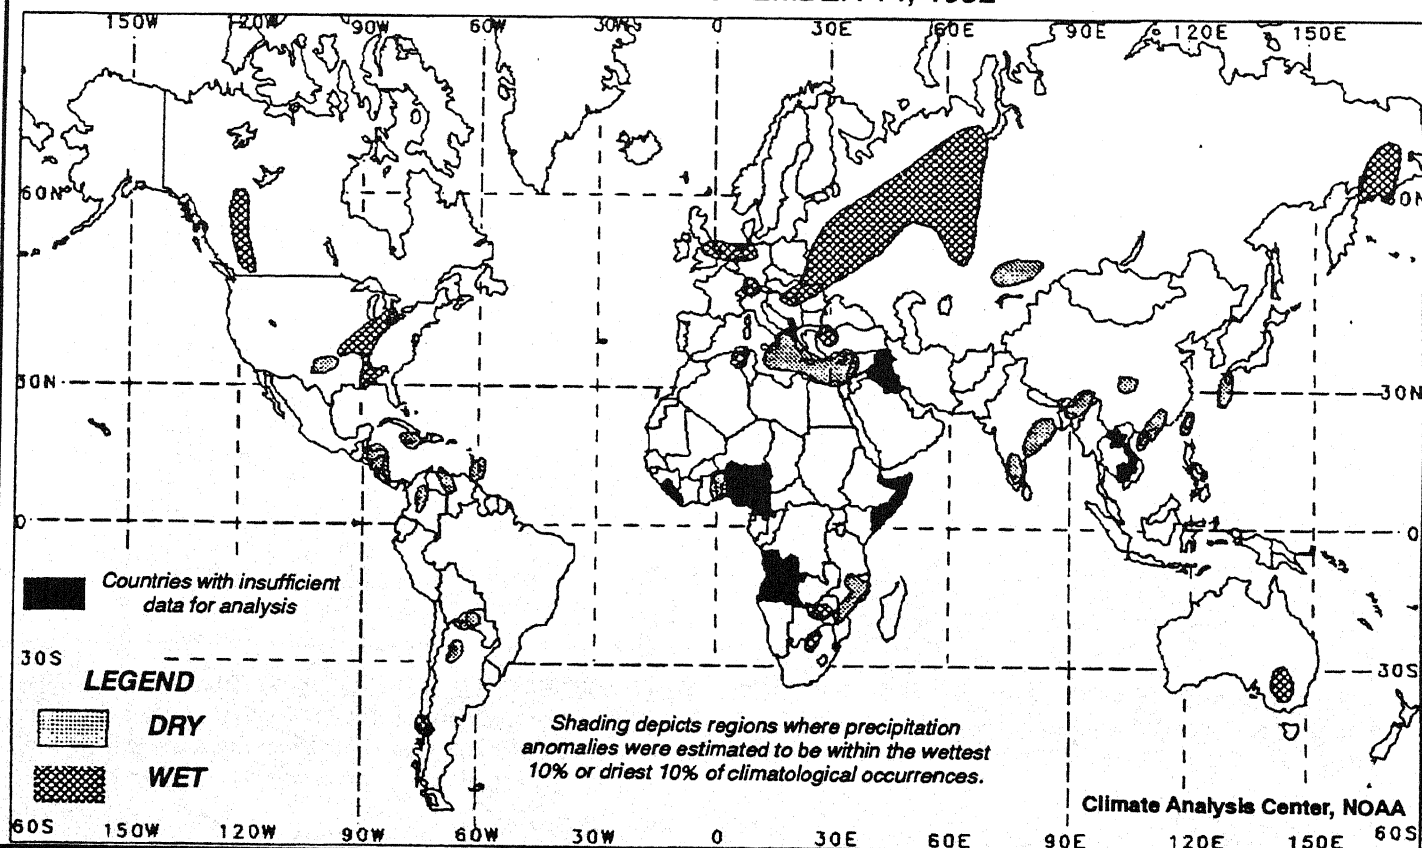 150W 120W 90W 60W 30W 0 30E 60E 90E 120E 150E
60N
30N 30N
0 0
Countries with insufficient
data for analysis
30S 30S
LEGEND
DRY
WET
Shading depicts regions where precipitation
anomalies were estimated to be within the wettest
10% or driest 10% of climatological occurrences.
Climate Analysis Center, NOAA
60S 150W 120W 90W 60W 30W 0 30E 60E 90E 120E 150E 60S